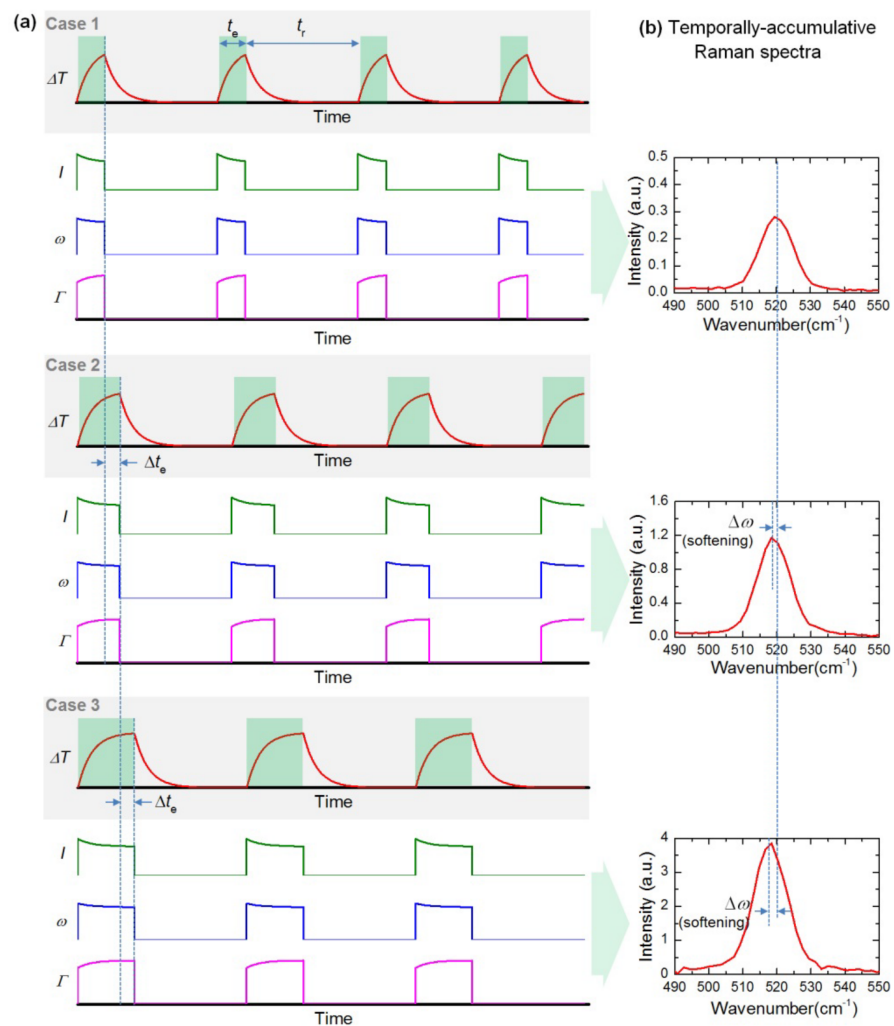 (a)
Case 1
te
tr
ΔT
Time
I
ω
Γ
Time
Case 2
ΔT
Time
Δte
I
ω
Γ
Time
Case 3
ΔT
Time
Δte
I
ω
Γ
Time
(b) Temporally-accumulative
Raman spectra
Intensity (a.u.)
0.5
0.4
0.3
0.2
0.1
0.0
490 500 510 520 530 540 550
Wavenumber(cm⁻¹)
Intensity (a.u.)
1.6
1.2
0.8
0.4
0.0
Δω
(softening)
490 500 510 520 530 540 550
Wavenumber(cm⁻¹)
Intensity (a.u.)
4
3
2
1
0
Δω
(softening)
490 500 510 520 530 540 550
Wavenumber(cm⁻¹)